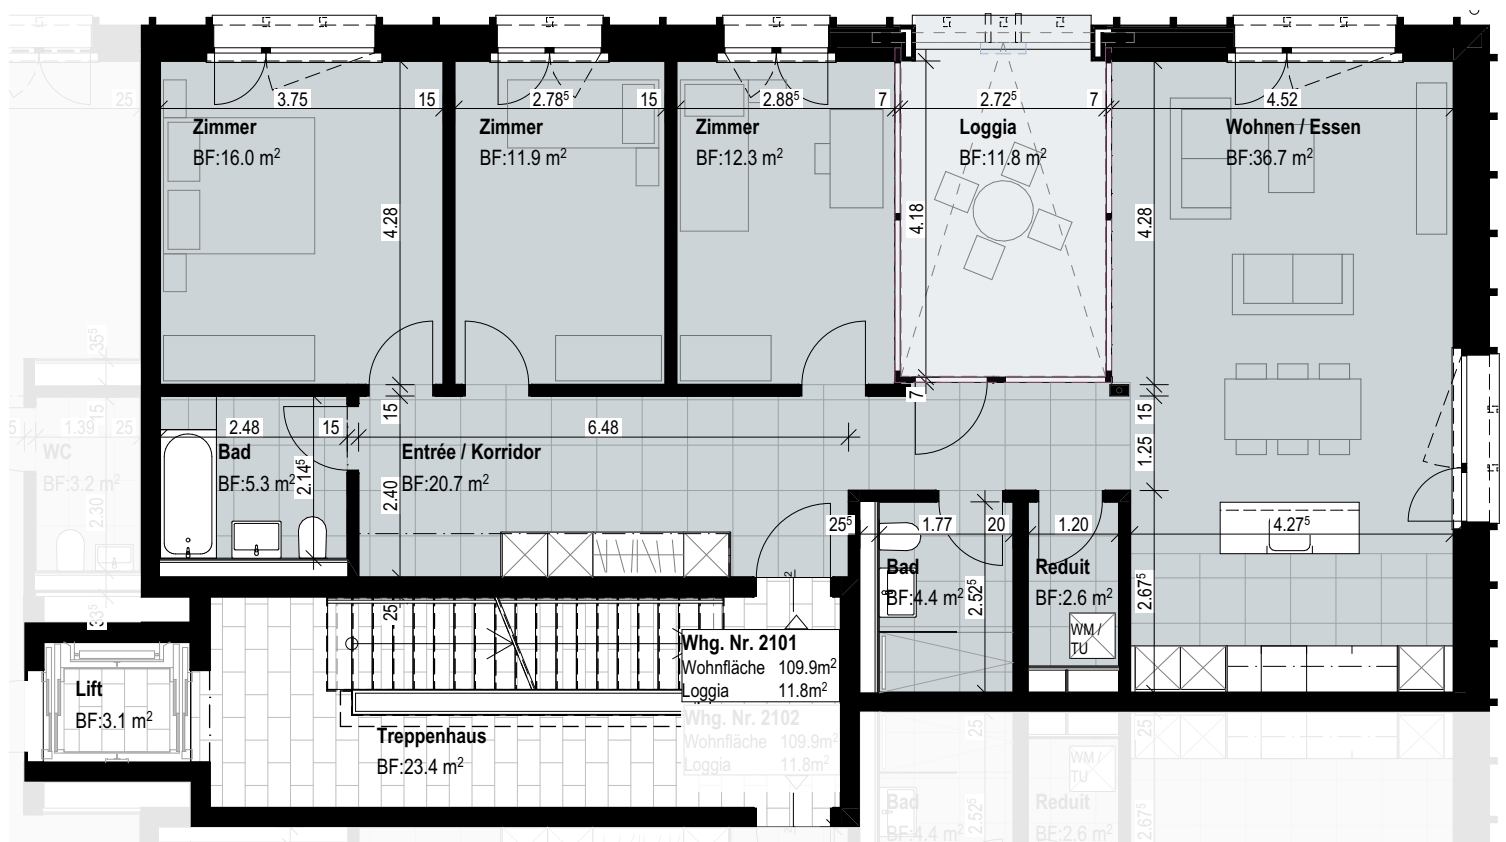 25
3.75
15
2.78⁵
15
2.88⁵
7
2.72⁵
7
4.52
Zimmer
BF:16.0 m²
Zimmer
BF:11.9 m²
Zimmer
BF:12.3 m²
Loggia
BF:11.8 m²
Wohnen / Essen
BF:36.7 m²
4.28
4.18
4.28
35⁵
15
7
15
15
1.25
5
1.39
25
WC
BF:3.2 m²
2.30
2.48
15
Bad
BF:5.3 m²
2.14⁵
6.48
Entrée / Korridor
BF:20.7 m²
2.40
25⁵
1.77
20
1.20
4.27⁵
Bad
BF:4.4 m²
2.52⁵
Reduit
BF:2.6 m²
WM /
TU
2.67⁵
33⁵
25
2
Whg. Nr. 2101
Wohnfläche 109.9m²
Loggia 11.8m²
Whg. Nr. 2102
Wohnfläche 109.9m²
Loggia 11.8m²
Lift
BF:3.1 m²
Treppenhaus
BF:23.4 m²
25
25
WM /
TU
Bad
BF:4.4 m²
2.52⁵
Reduit
BF:2.6 m²
2.67⁵